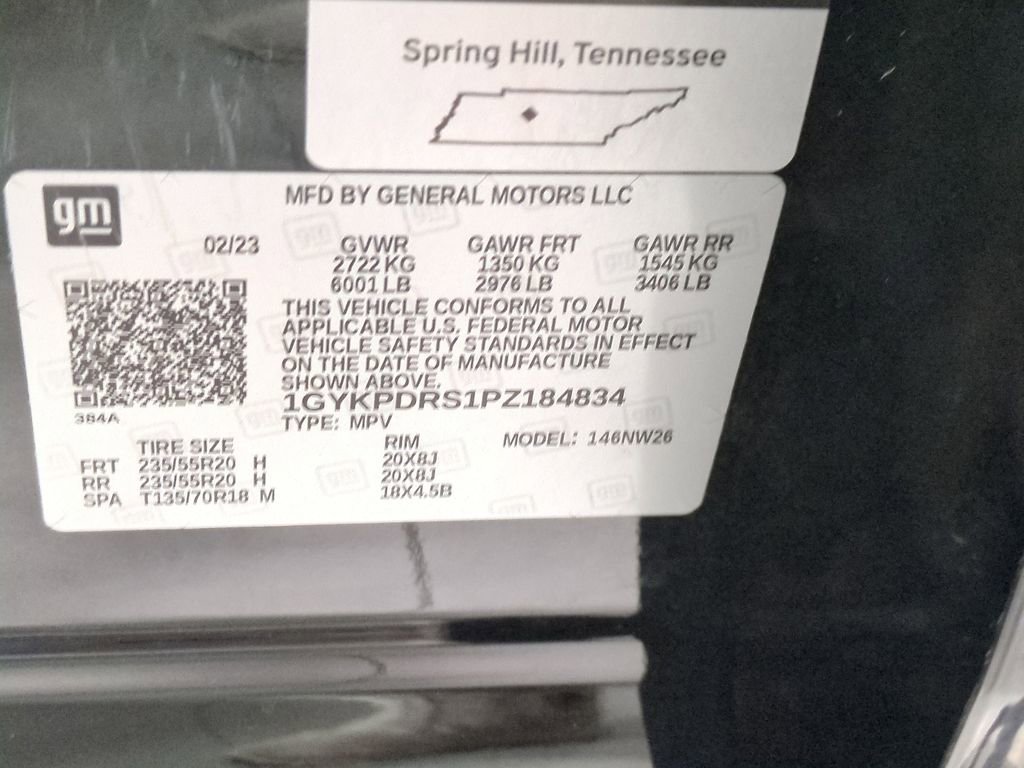 Spring Hill, Tennessee
gm
MFD BY GENERAL MOTORS LLC
02/23 GVWR GAWR FRT GAWR RR
2722 KG 1350 KG 1545 KG
6001 LB 2976 LB 3406 LB
THIS VEHICLE CONFORMS TO ALL
APPLICABLE U.S. FEDERAL MOTOR
VEHICLE SAFETY STANDARDS IN EFFECT
ON THE DATE OF MANUFACTURE
SHOWN ABOVE.
1GYKPDRS1PZ184834
384A
TYPE: MPV
TIRE SIZE RIM MODEL: 146NW26
FRT 235/55R20 H 20X8J
RR 235/55R20 H 20X8J
SPA T135/70R18 M 18X4.5B